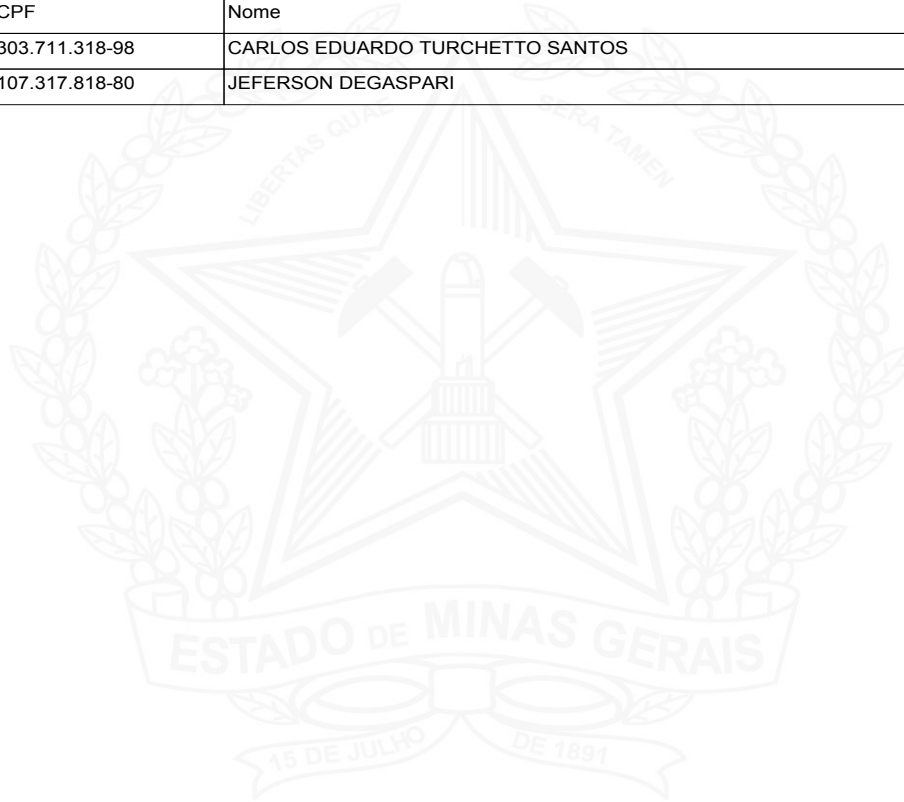 CPF Nome
303.711.318-98 CARLOS EDUARDO TURCHETTO SANTOS
107.317.818-80 JEFERSON DEGASPARI
LIBERTAS QUAE SERA TAMEN
ESTADO DE MINAS GERAIS
15 DE JULHO DE 1891